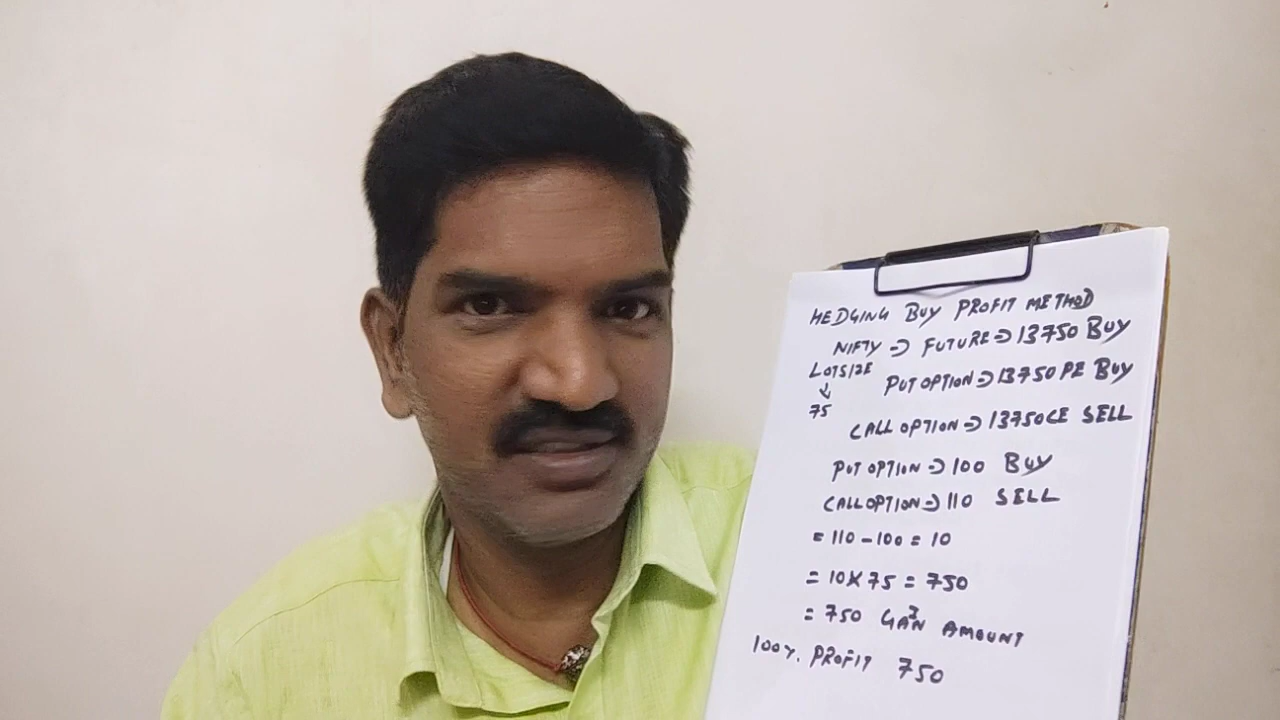 HEDGING BUY PROFIT METHOD
NIFTY => FUTURE => 13750 BUY
LOTSIZE
↓
75
PUT OPTION => 13750 PE BUY
CALL OPTION => 13750CE SELL
PUT OPTION => 100 BUY
CALL OPTION => 110 SELL
= 110 - 100 = 10
= 10 X 75 = 750
= 750 GAIN AMOUNT
100%. PROFIT 750